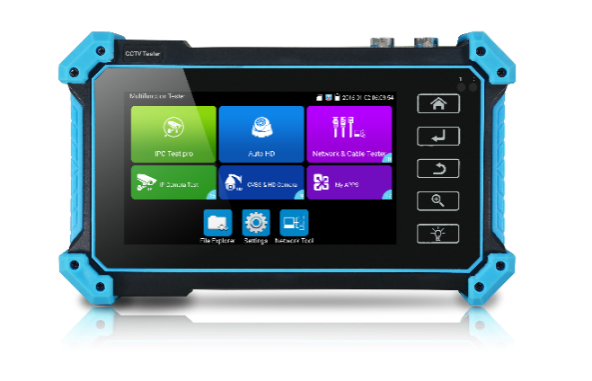 CCTV Tester
Multifunction Tester
IPC Test pro
Auto HD
Network & Cable Tester
IP Camera Test
CVBS & HD Camera
My APPS
File Explorer
Settings
Network Tool